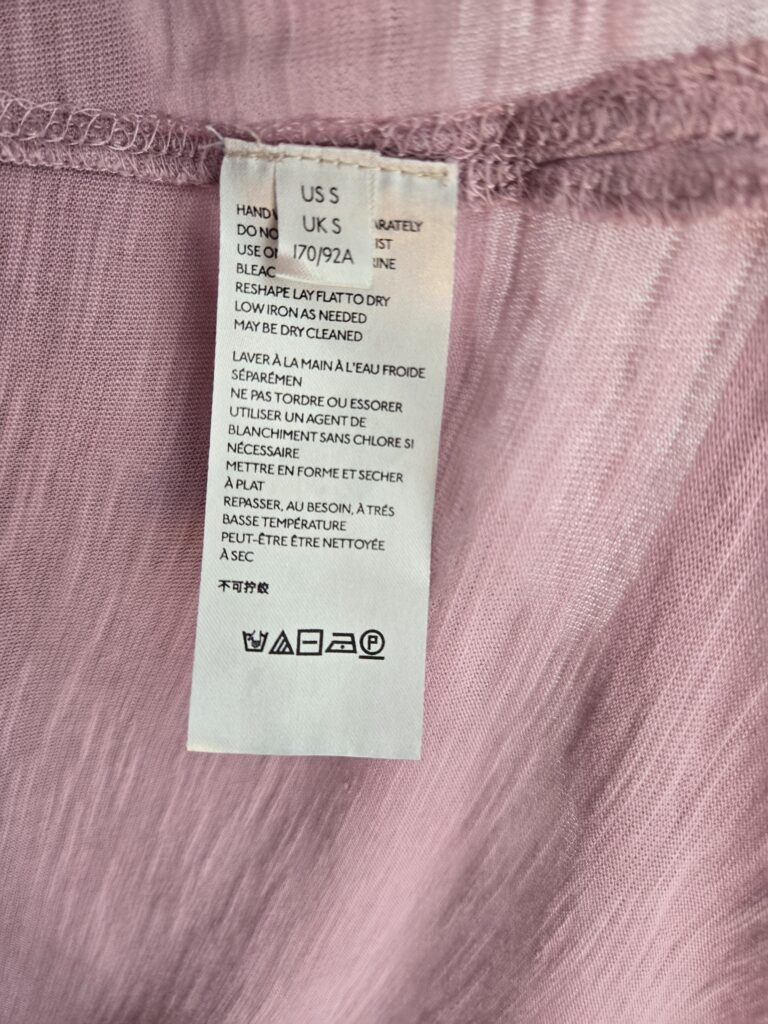 US S
UK S
170/92A
HAND
DO NO
USE
BLEAC
RESHAPE LAY FLAT TO DRY
LOW IRON AS NEEDED
MAY BE DRY CLEANED
LAVER À LA MAIN À L'EAU FROIDE
SÉPARÉMEN
NE PAS TORDRE OU ESSORER
UTILISER UN AGENT DE
BLANCHIMENT SANS CHLORE SI
NÉCESSAIRE
METTRE EN FORME ET SECHER
À PLAT
REPASSER, AU BESOIN, À TRÉS
BASSE TEMPÉRATURE
PEUT-ÊTRE ÊTRE NETTOYÉE
À SEC
不可拧绞
P